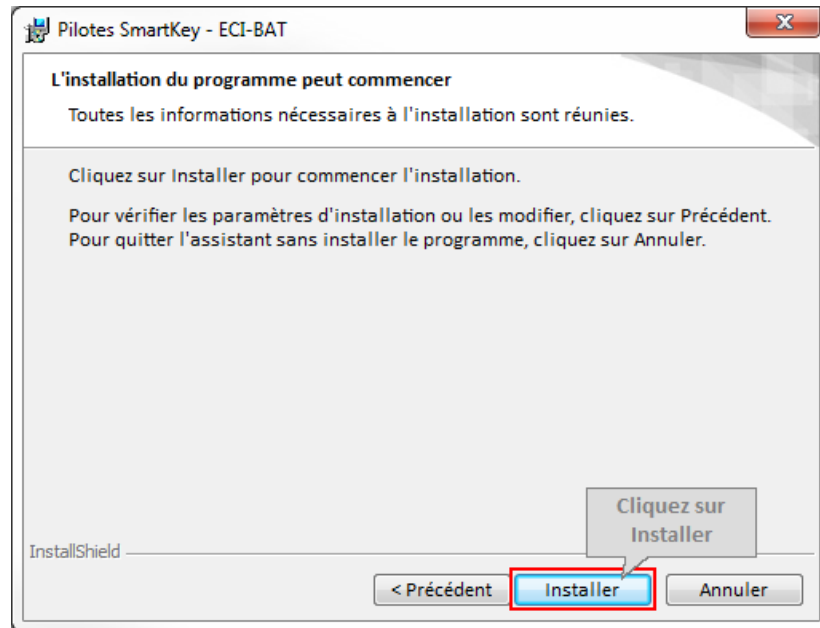 Pilotes SmartKey - ECI-BAT
L'installation du programme peut commencer
Toutes les informations nécessaires à l'installation sont réunies.
Cliquez sur Installer pour commencer l'installation.
Pour vérifier les paramètres d'installation ou les modifier, cliquez sur Précédent.
Pour quitter l'assistant sans installer le programme, cliquez sur Annuler.
Cliquez sur
Installer
InstallShield
< Précédent Installer Annuler